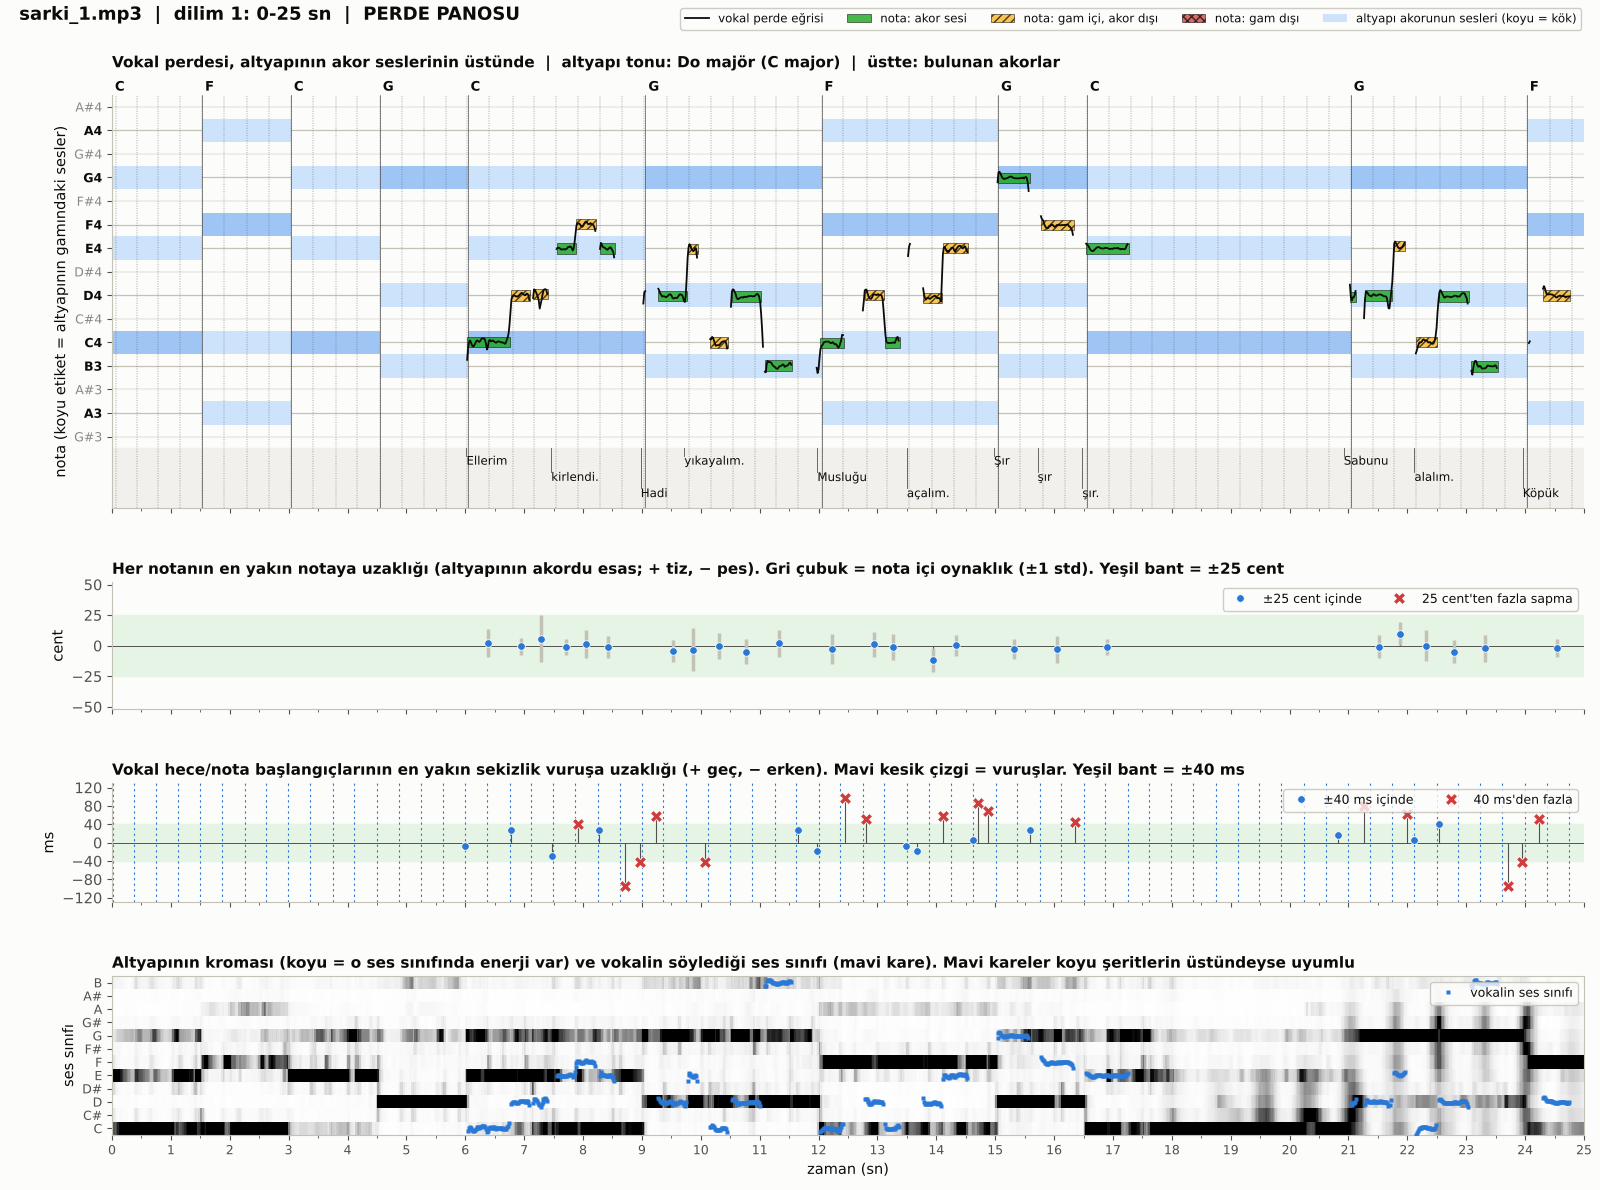 sarki_1.mp3 | dilim 1: 0-25 sn | PERDE PANOSU
vokal perde eğrisi
nota: akor sesi
nota: gam içi, akor dışı
nota: gam dışı
altyapı akorunun sesleri (koyu = kök)
Vokal perdesi, altyapının akor seslerinin üstünde | altyapı tonu: Do majör (C major) | üstte: bulunan akorlar
C F C G C G F G C G F
nota (koyu etiket = altyapının gamındaki sesler)
A#4
A4
G#4
G4
F#4
F4
E4
D#4
D4
C#4
C4
B3
A#3
A3
G#3
Ellerim yıkayalım. Sabunu
kirlendi. Musluğu şır alalım.
Hadi açalım. şır. Köpük
Şır
Her notanın en yakın notaya uzaklığı (altyapının akordu esas; + tiz, − pes). Gri çubuk = nota içi oynaklık (±1 std). Yeşil bant = ±25 cent
±25 cent içinde
25 cent'ten fazla sapma
cent
50
25
0
−25
−50
Vokal hece/nota başlangıçlarının en yakın sekizlik vuruşa uzaklığı (+ geç, − erken). Mavi kesik çizgi = vuruşlar. Yeşil bant = ±40 ms
±40 ms içinde
40 ms'den fazla
ms
120
80
40
0
−40
−80
−120
Altyapının kroması (koyu = o ses sınıfında enerji var) ve vokalin söylediği ses sınıfı (mavi kare). Mavi kareler koyu şeritlerin üstündeyse uyumlu
vokalin ses sınıfı
ses sınıfı
B
A#
A
G#
G
F#
F
E
D#
D
C#
C
0 1 2 3 4 5 6 7 8 9 10 11 12 13 14 15 16 17 18 19 20 21 22 23 24 25
zaman (sn)